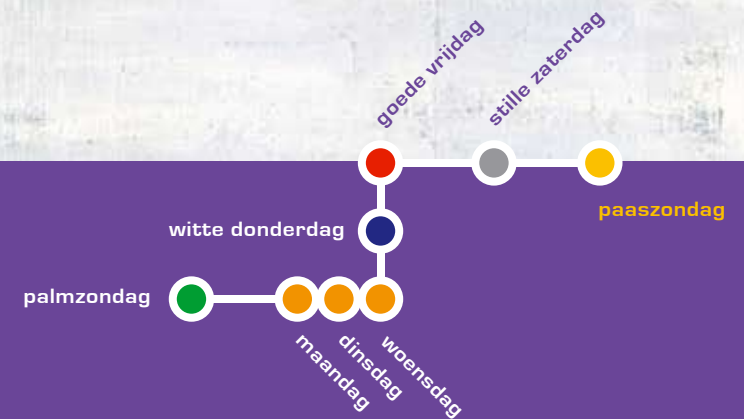 goede vrijdag
stille zaterdag
paaszondag
witte donderdag
palmzondag
maandag
dinsdag
woensdag